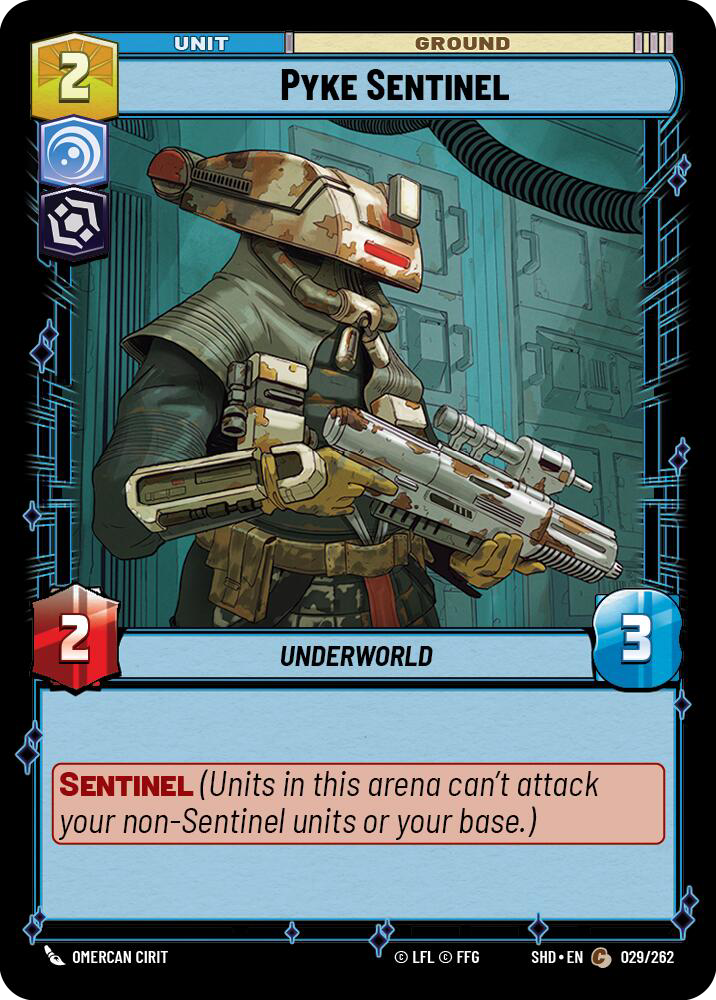 UNIT
GROUND
2
PYKE SENTINEL
2
UNDERWORLD
3
SENTINEL (Units in this arena can't attack
your non-Sentinel units or your base.)
OMERCAN CIRIT
© LFL © FFG
SHD • EN
C
029/262